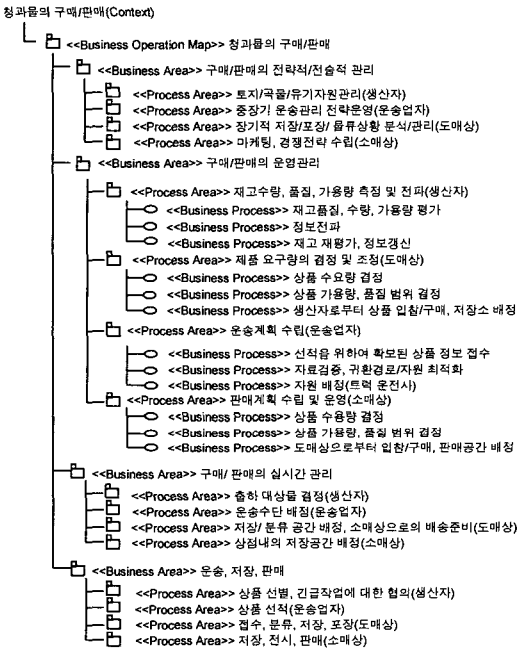 청과물의 구매/판매(Context)
<<Business Operation Map>> 청과물의 구매/판매
<<Business Area>> 구매/판매의 전략적/전술적 관리
<<Process Area>> 토지/곡물/유기자원관리(생산자)
<<Process Area>> 중장기 운송관리 전략운영(운송업자)
<<Process Area>> 장기적 저장/포장/ 물류상황 분석/관리(도매상)
<<Process Area>> 마케팅, 경쟁전략 수립(소매상)
<<Business Area>> 구매/판매의 운영관리
<<Process Area>> 재고수량, 품질, 가용량 측정 및 전파(생산자)
<<Business Process>> 재고품질, 수량, 가용량 평가
<<Business Process>> 정보전파
<<Business Process>> 재고 재평가, 정보갱신
<<Process Area>> 제품 요구량의 결정 및 조정(도매상)
<<Business Process>> 상품 수요량 결정
<<Business Process>> 상품 가용량, 품질 범위 결정
<<Business Process>> 생산자로부터 상품 입찰/구매, 저장소 배정
<<Process Area>> 운송계획 수립(운송업자)
<<Business Process>> 선적을 위하여 확보된 상품 정보 접수
<<Business Process>> 자료검증, 귀환경로/자원 최적화
<<Business Process>> 자원 배정(트럭 운전사)
<<Process Area>> 판매계획 수립 및 운영(소매상)
<<Business Process>> 상품 수용량 결정
<<Business Process>> 상품 가용량, 품질 범위 결정
<<Business Process>> 도매상으로부터 입찰/구매, 판매공간 배정
<<Business Area>> 구매/ 판매의 실시간 관리
<<Process Area>> 출하 대상물 결정(생산자)
<<Process Area>> 운송수단 배정(운송업자)
<<Process Area>> 저장/ 분류 공간 배정, 소매상으로의 배송준비(도매상)
<<Process Area>> 상점내의 저장공간 배정(소매상)
<<Business Area>> 운송, 저장, 판매
<<Process Area>> 상품 선별, 긴급작업에 대한 협의(생산자)
<<Process Area>> 상품 선적(운송업자)
<<Process Area>> 접수, 분류, 저장, 포장(도매상)
<<Process Area>> 저장, 전시, 판매(소매상)